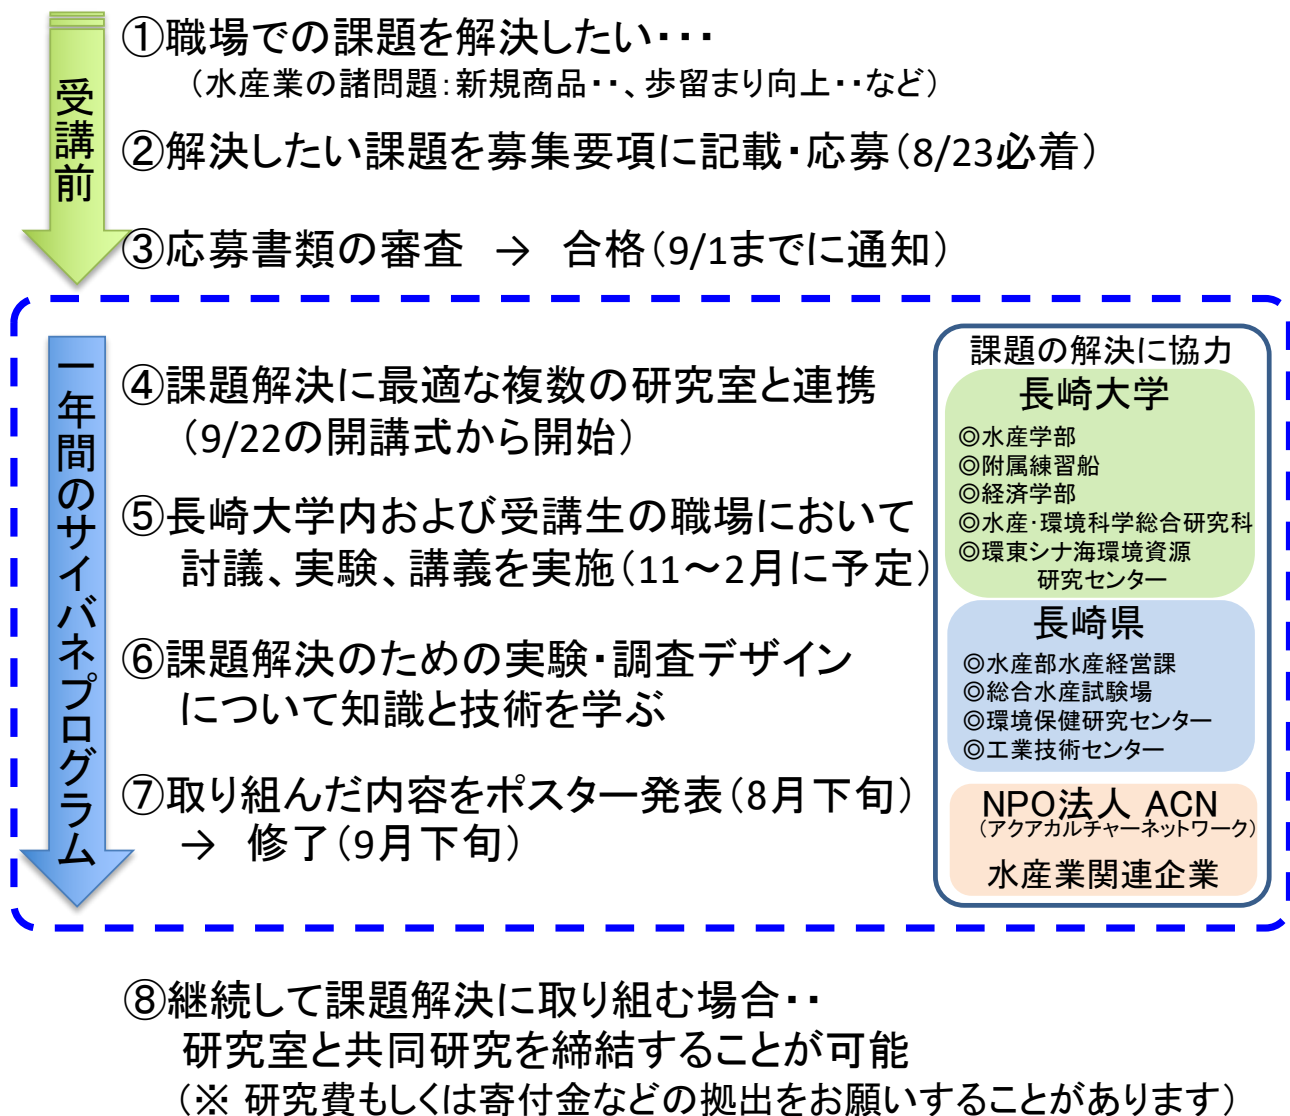 受講前
①職場での課題を解決したい・・・
（水産業の諸問題：新規商品・・、歩留まり向上・・など）
②解決したい課題を募集要項に記載・応募（8/23必着）
③応募書類の審査　→　合格（9/1までに通知）
一年間のサイバネプログラム
④課題解決に最適な複数の研究室と連携
（9/22の開講式から開始）
⑤長崎大学内および受講生の職場において
討議、実験、講義を実施（11～2月に予定）
⑥課題解決のための実験・調査デザイン
について知識と技術を学ぶ
⑦取り組んだ内容をポスター発表（8月下旬）
→　修了（9月下旬）
課題の解決に協力
長崎大学
◎水産学部
◎附属練習船
◎経済学部
◎水産・環境科学総合研究科
◎環東シナ海環境資源
研究センター
長崎県
◎水産部水産経営課
◎総合水産試験場
◎環境保健研究センター
◎工業技術センター
NPO法人 ACN
（アクアカルチャーネットワーク）
水産業関連企業
⑧継続して課題解決に取り組む場合・・
研究室と共同研究を締結することが可能
（※ 研究費もしくは寄付金などの拠出をお願いすることがあります）